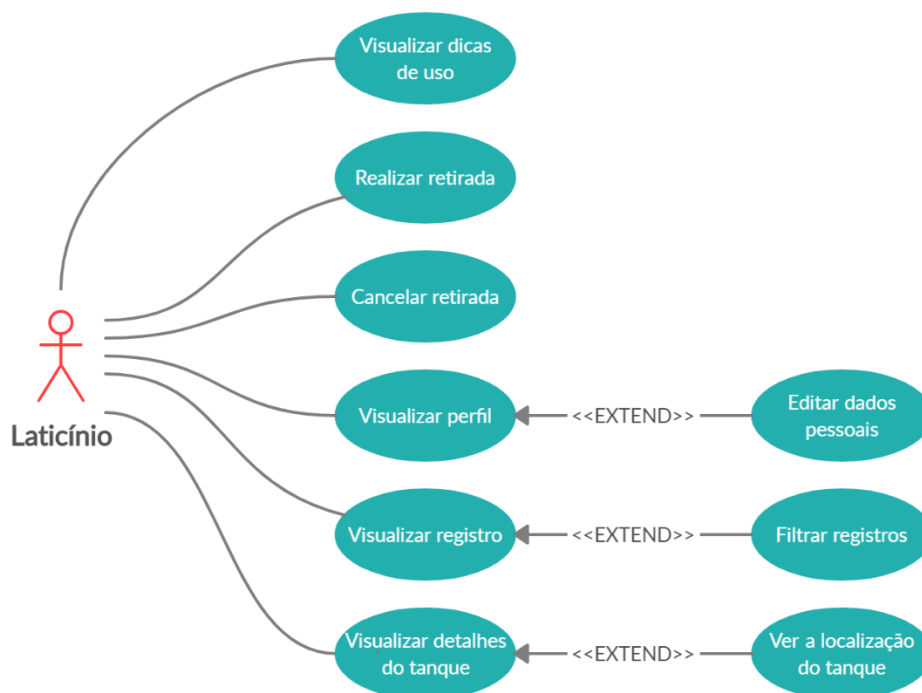 Visualizar dicas
de uso
Realizar retirada
Cancelar retirada
Laticínio
Visualizar perfil
<<EXTEND>>
Editar dados
pessoais
Visualizar registro
<<EXTEND>>
Filtrar registros
Visualizar detalhes
do tanque
<<EXTEND>>
Ver a localização
do tanque